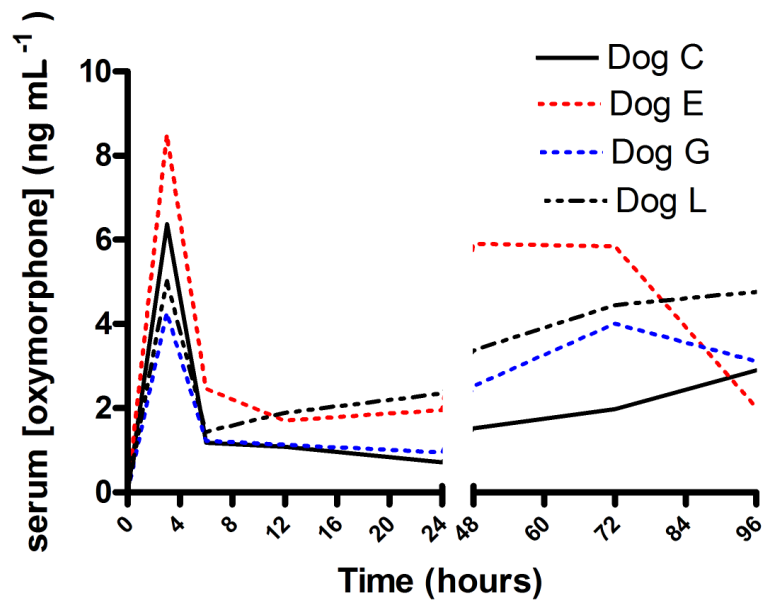 serum [oxymorphone] (ng mL⁻¹)
10
8
6
4
2
0
Dog C
Dog E
Dog G
Dog L
0 4 8 12 16 20 24 48 60 72 84 96
Time (hours)